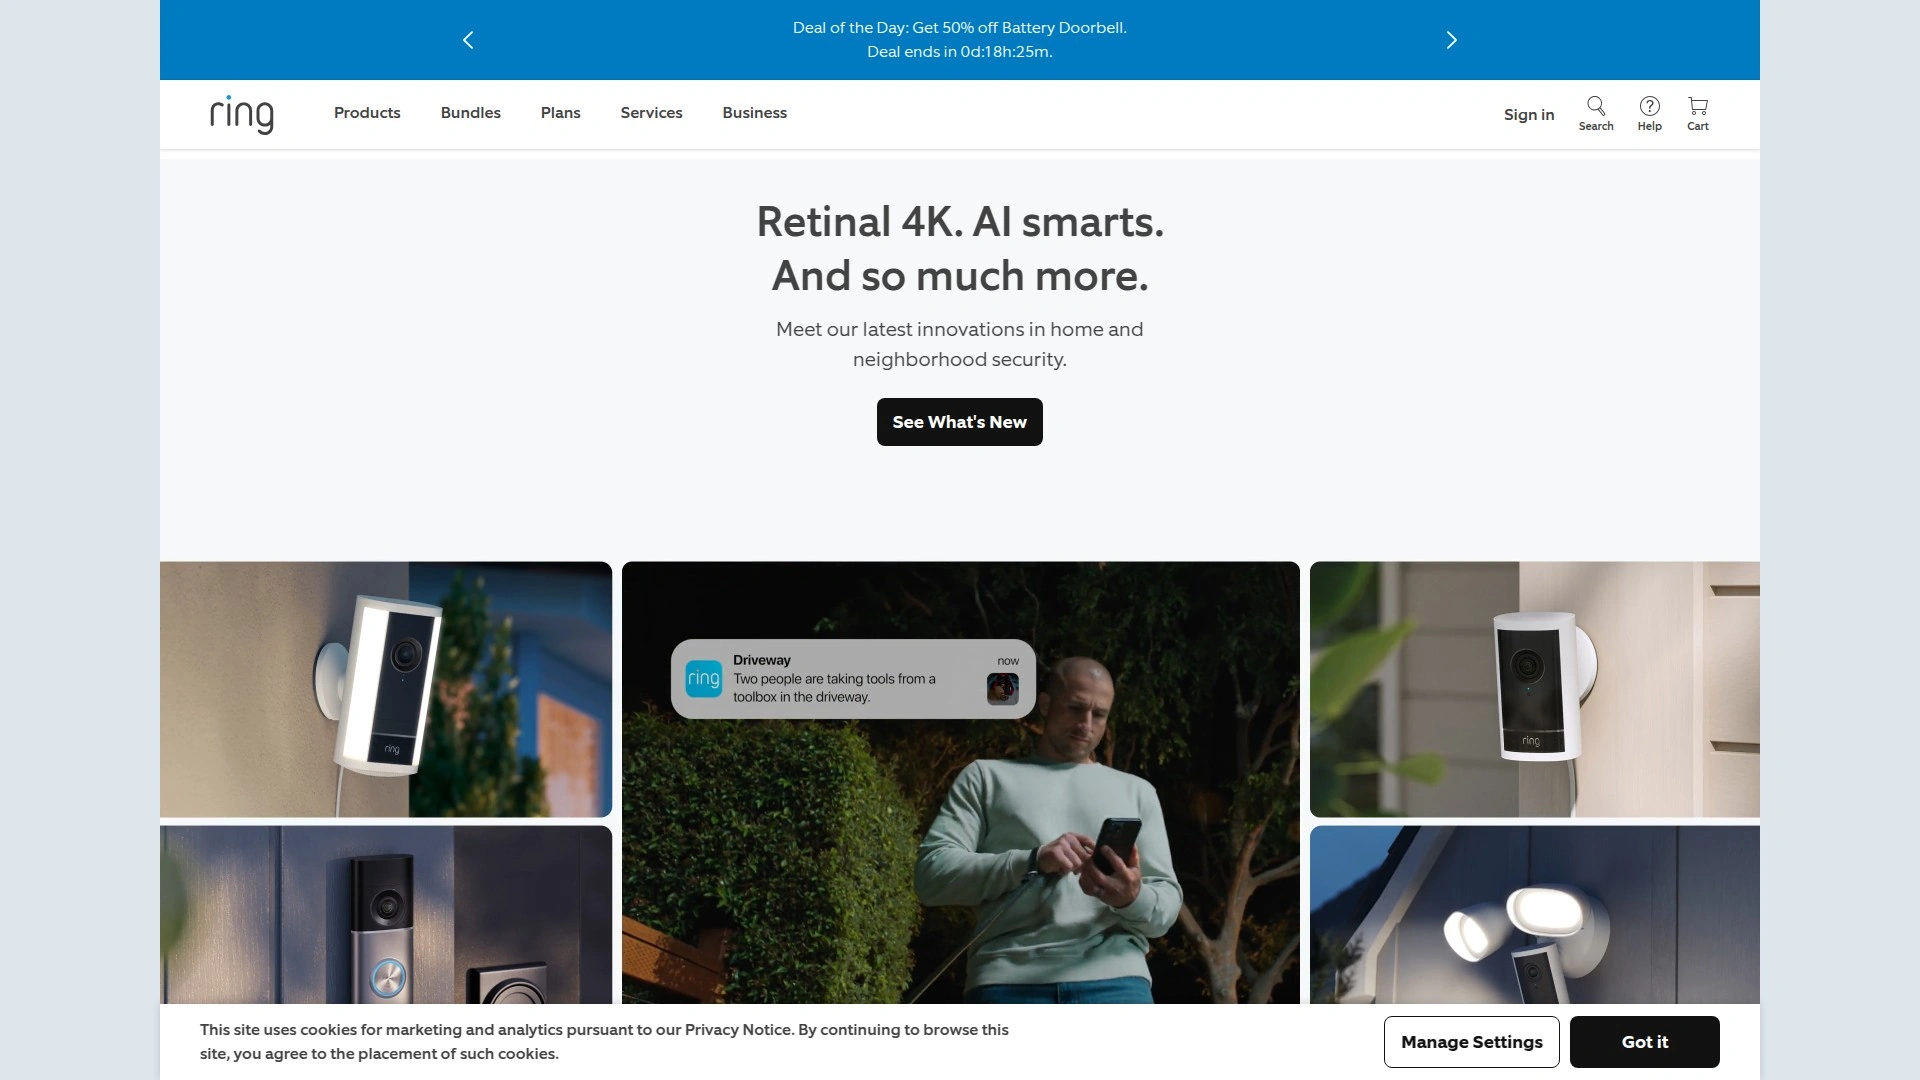 Deal of the Day: Get 50% off Battery Doorbell.
Deal ends in 0d:18h:25m.
ring
Products
Bundles
Plans
Services
Business
Sign in
Search
Help
Cart
Retinal 4K. AI smarts.
And so much more.
Meet our latest innovations in home and
neighborhood security.
See What's New
ring
ring
Driveway
now
Two people are taking tools from a
toolbox in the driveway.
ring
This site uses cookies for marketing and analytics pursuant to our Privacy Notice. By continuing to browse this
site, you agree to the placement of such cookies.
Manage Settings
Got it